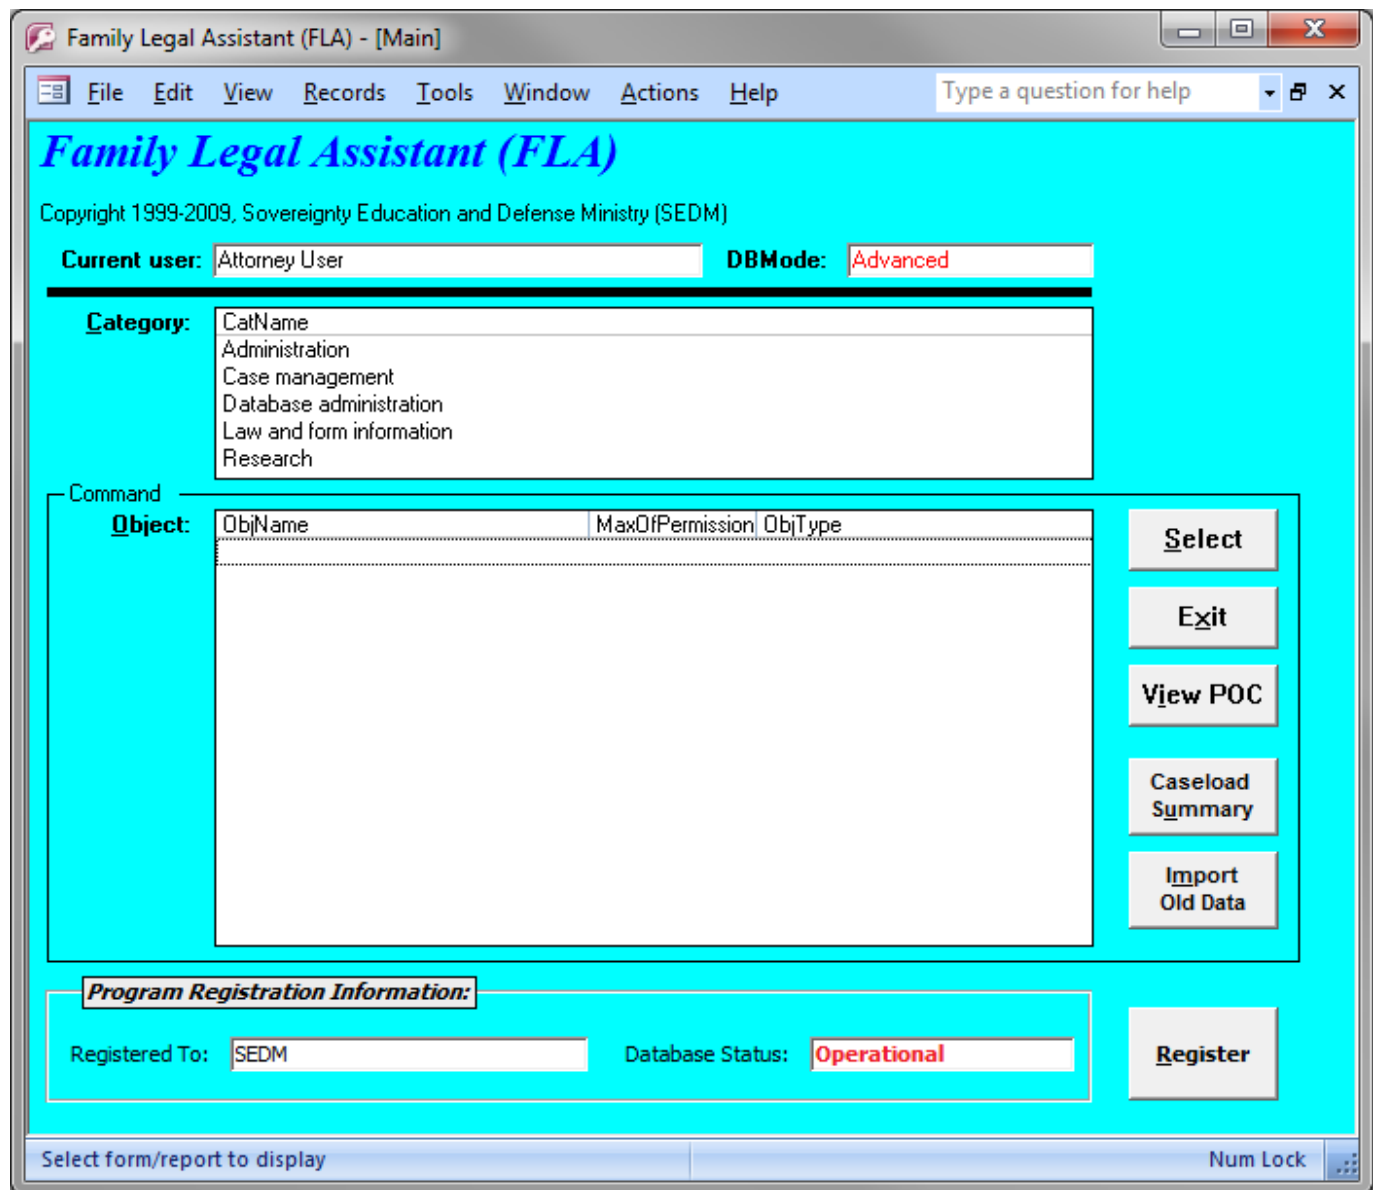 Family Legal Assistant (FLA) - [Main]
File Edit View Records Tools Window Actions Help Type a question for help
Family Legal Assistant (FLA)
Copyright 1999-2009, Sovereignty Education and Defense Ministry (SEDM)
Current user: Attorney User DBMode: Advanced
Category: CatName
Administration
Case management
Database administration
Law and form information
Research
Command
Object: ObjName MaxOfPermission ObjType
Select
Exit
View POC
Caseload
Summary
Import
Old Data
Program Registration Information:
Registered To: SEDM Database Status: Operational
Register
Select form/report to display Num Lock